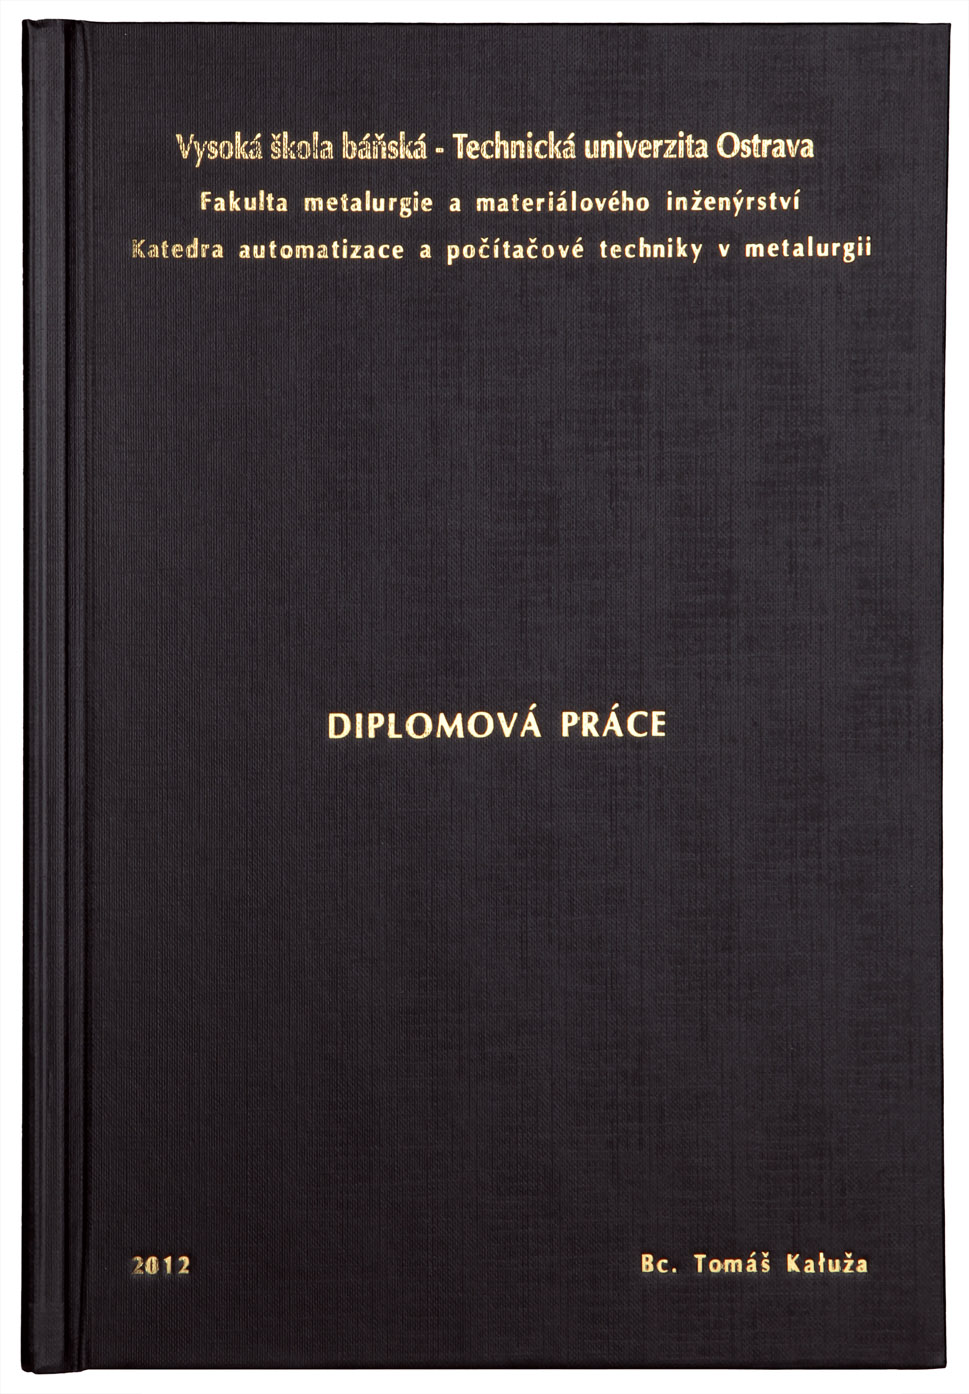 Vysoká škola báňská - Technická univerzita Ostrava
Fakulta metalurgie a materiálového inženýrství
Katedra automatizace a počítačové techniky v metalurgii
DIPLOMOVÁ PRÁCE
2012 Bc. Tomáš Kałuža